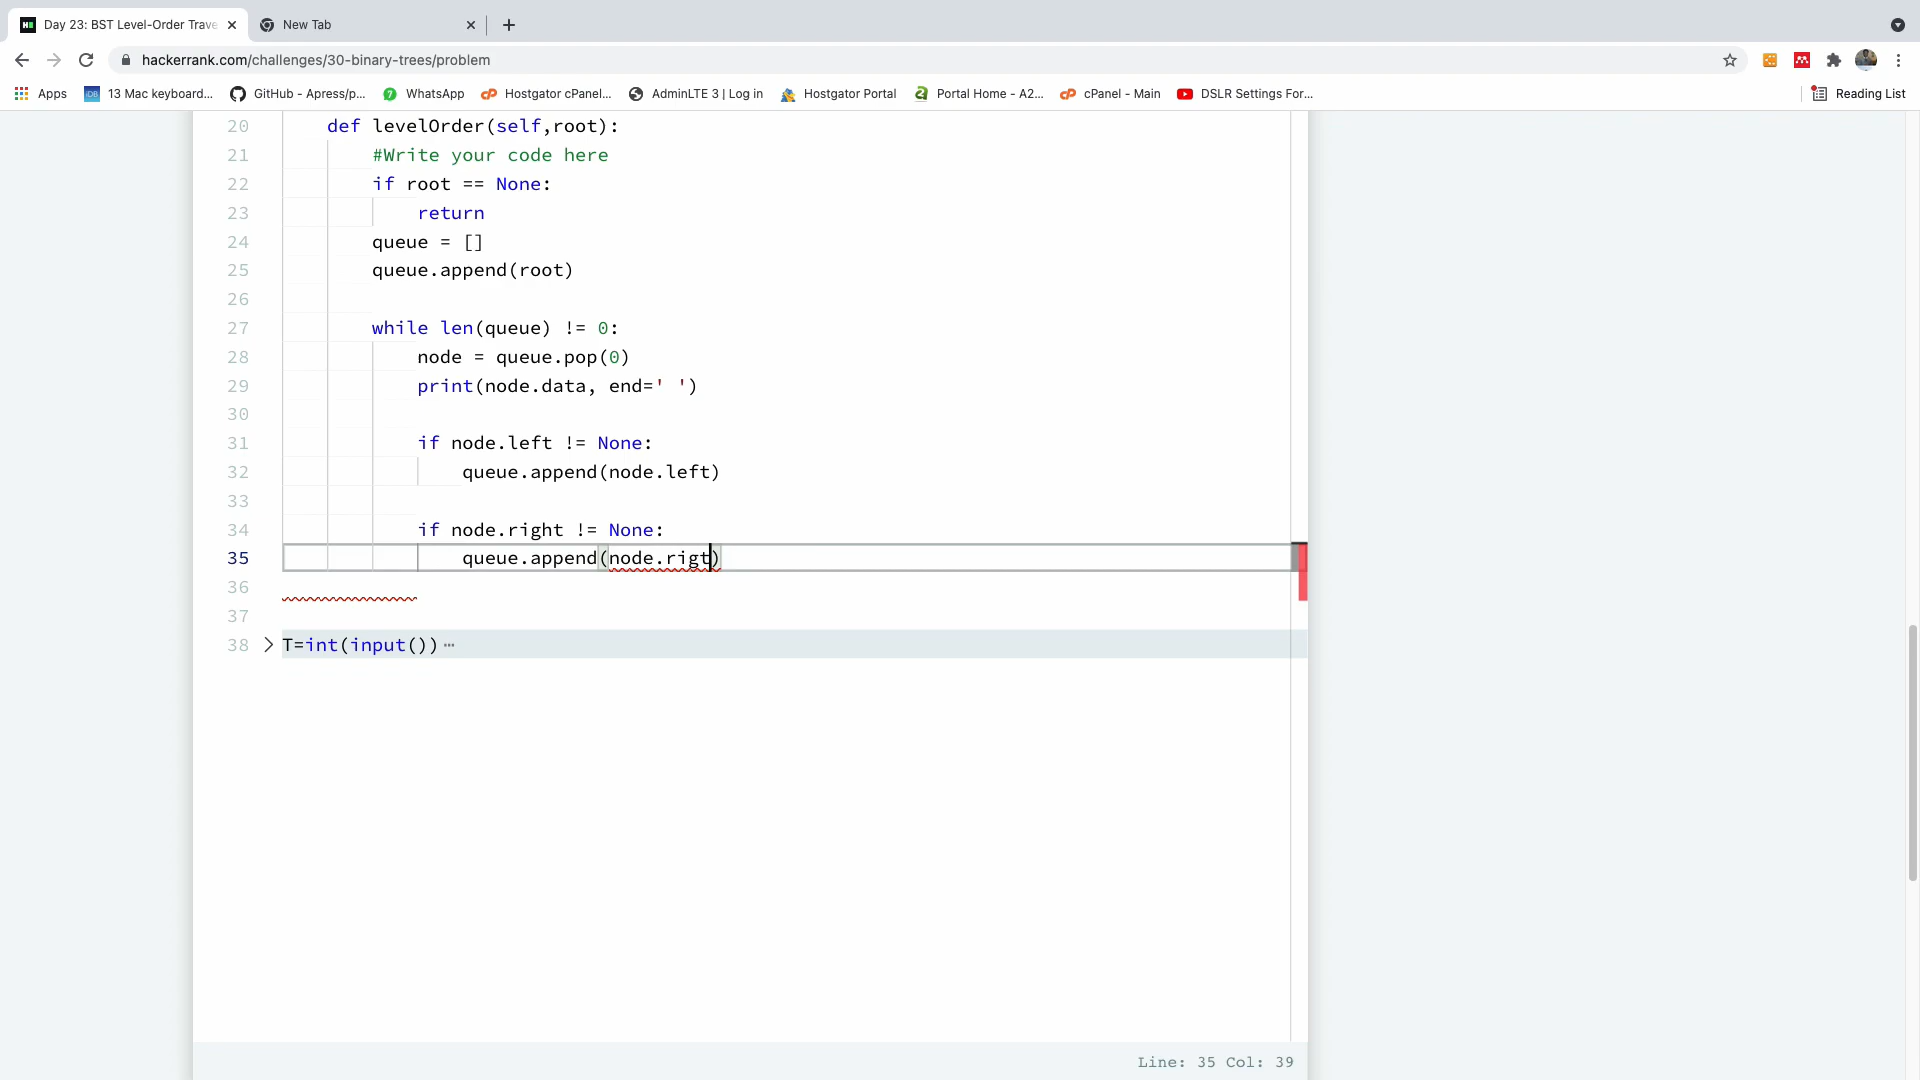 Day 23: BST Level-Order Trave
New Tab
hackerrank.com/challenges/30-binary-trees/problem
Apps
13 Mac keyboard...
GitHub - Apress/p...
WhatsApp
Hostgator cPanel...
AdminLTE 3 | Log in
Hostgator Portal
Portal Home - A2...
cPanel - Main
DSLR Settings For...
Reading List
20 def levelOrder(self,root):
21 #Write your code here
22 if root == None:
23 return
24 queue = []
25 queue.append(root)
26
27 while len(queue) != 0:
28 node = queue.pop(0)
29 print(node.data, end=' ')
30
31 if node.left != None:
32 queue.append(node.left)
33
34 if node.right != None:
35 queue.append(node.rigt)
36
37
38 T=int(input())
Line: 35 Col: 39